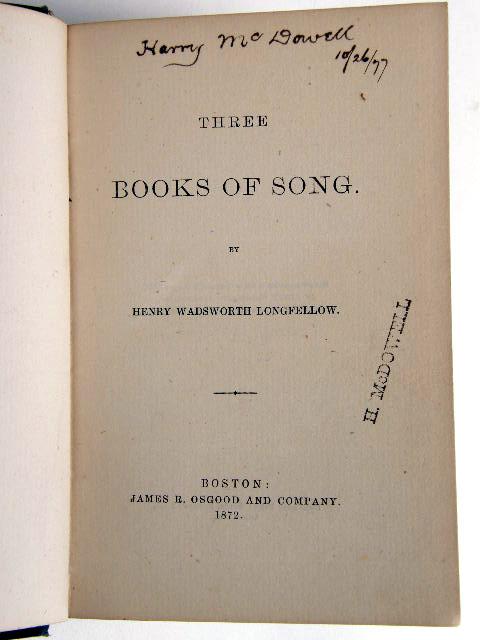 Harry McDowell
10/26/77
THREE
BOOKS OF SONG.
BY
HENRY WADSWORTH LONGFELLOW.
H. McDOWELL
BOSTON:
JAMES R. OSGOOD AND COMPANY.
1872.